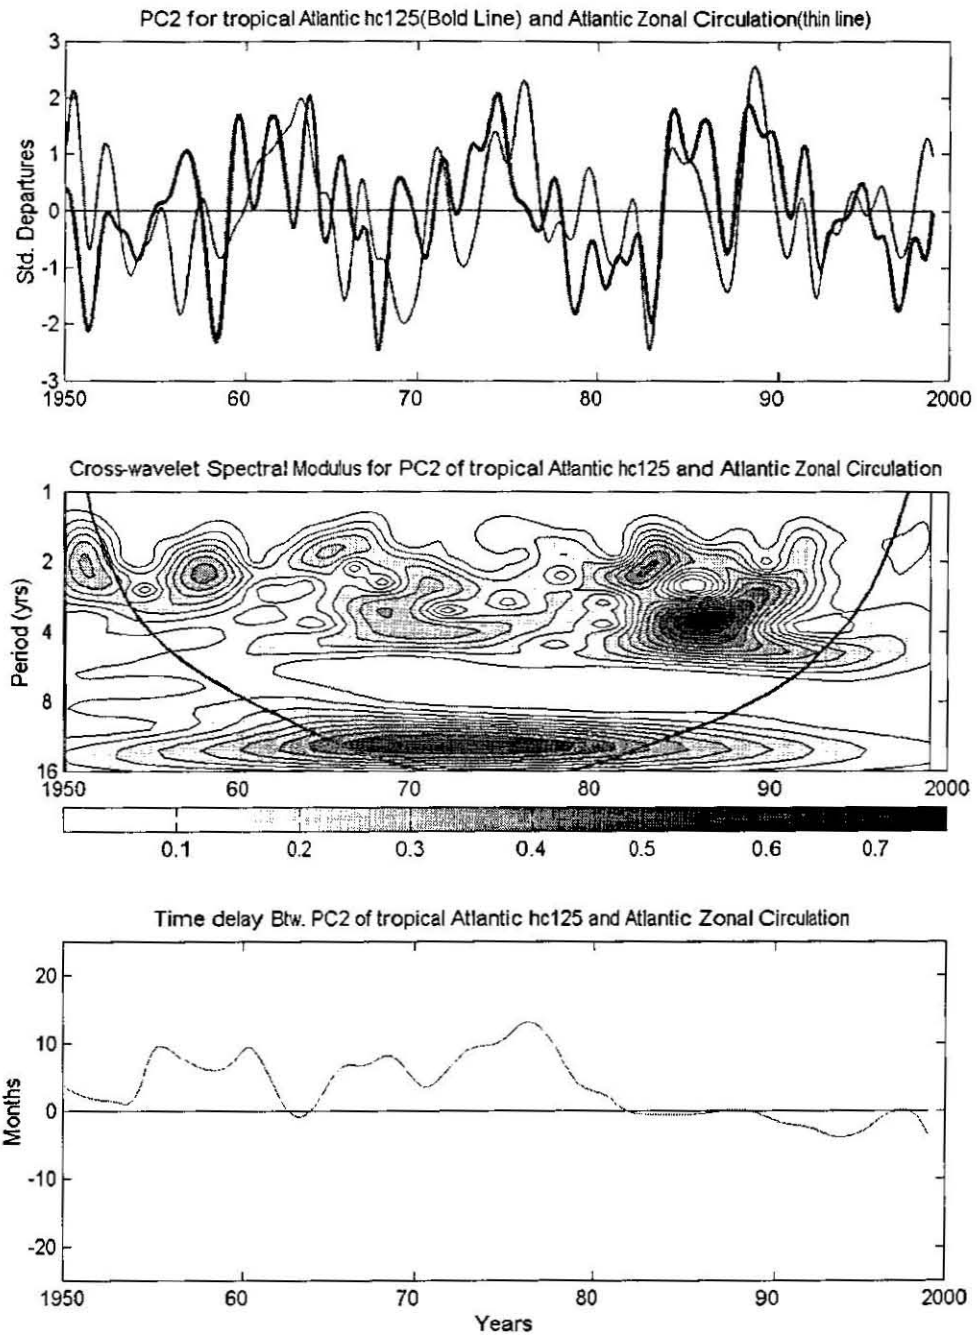 PC2 for tropical Atlantic hc125(Bold Line) and Atlantic Zonal Circulation(thin line)
3
2
1
0
-1
-2
-3
Std. Departures
1950 60 70 80 90 2000
Cross-wavelet Spectral Modulus for PC2 of tropical Atlantic hc125 and Atlantic Zonal Circulation
1
2
4
8
16
Period (yrs)
1950 60 70 80 90 2000
0.1 0.2 0.3 0.4 0.5 0.6 0.7
Time delay Btw. PC2 of tropical Atlantic hc125 and Atlantic Zonal Circulation
20
10
0
-10
-20
Months
1950 60 70 80 90 2000
Years